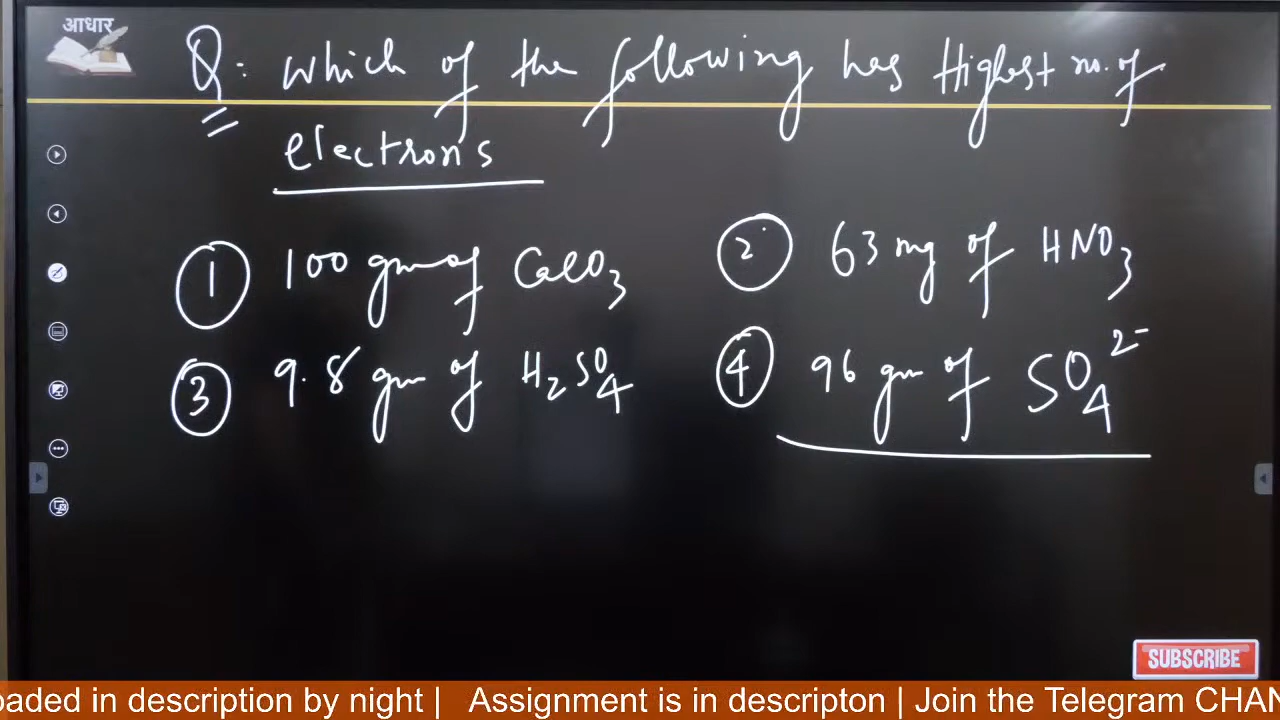 आधार
Q: which of the following has Highest no. of
electrons
1 100 gm of CaCO3
2 63 mg of HNO3
3 9.8 gm of H2SO4
4 96 gm of SO4 2-
SUBSCRIBE
oaded in description by night | Assignment is in descripton | Join the Telegram CHAN